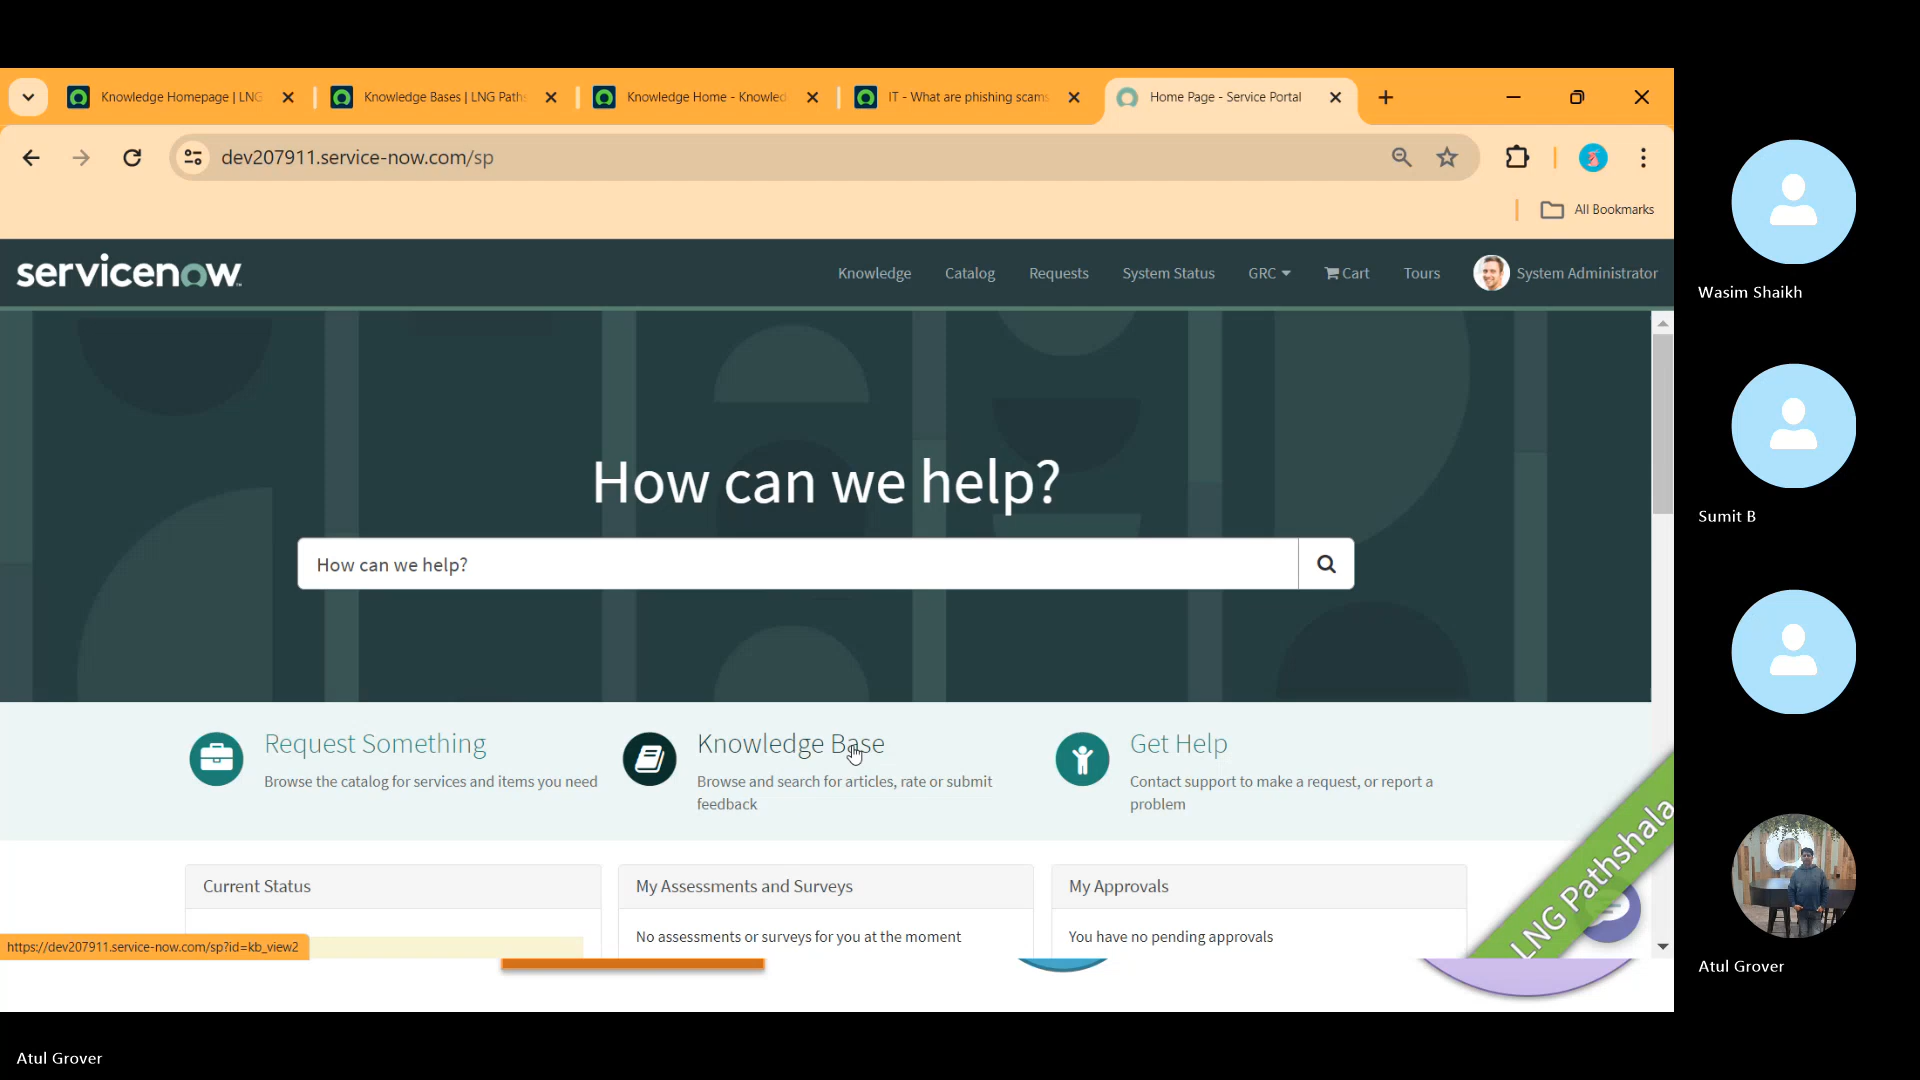 Knowledge Homepage | LNG
Knowledge Bases | LNG Paths
Knowledge Home - Knowled
IT - What are phishing scams
Home Page - Service Portal
dev207911.service-now.com/sp
All Bookmarks
servicenow
Knowledge
Catalog
Requests
System Status
GRC
Cart
Tours
System Administrator
How can we help?
How can we help?
Request Something
Browse the catalog for services and items you need
Knowledge Base
Browse and search for articles, rate or submit
feedback
Get Help
Contact support to make a request, or report a
problem
Current Status
My Assessments and Surveys
No assessments or surveys for you at the moment
My Approvals
You have no pending approvals
LNG Pathshala
https://dev207911.service-now.com/sp?id=kb_view2
Wasim Shaikh
Sumit B
Atul Grover
Atul Grover